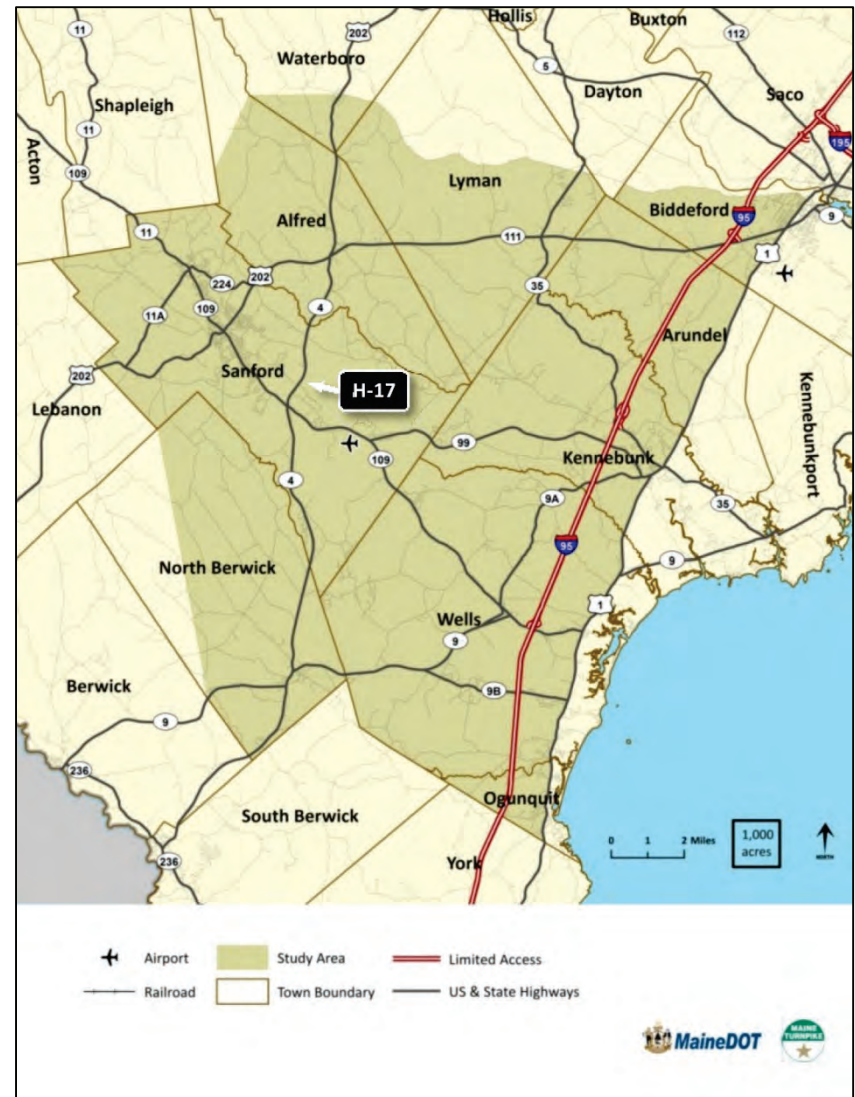 Hollis
Buxton
11
202
112
Waterboro
5
Shapleigh
Dayton
Saco
11
195
Acton
109
Lyman
Biddeford
95
9
11
Alfred
111
1
202
224
35
109
4
11A
Arundel
Sanford
202
H-17
Kennebunkport
Lebanon
99
Kennebunk
109
4
9A
35
95
9
North Berwick
1
Wells
9
Berwick
9B
9
236
Ogunquit
South Berwick
0 1 2 Miles
1,000
acres
NORTH
236
York
Airport
Study Area
Limited Access
Railroad
Town Boundary
US & State Highways
MaineDOT
MAINE
TURNPIKE